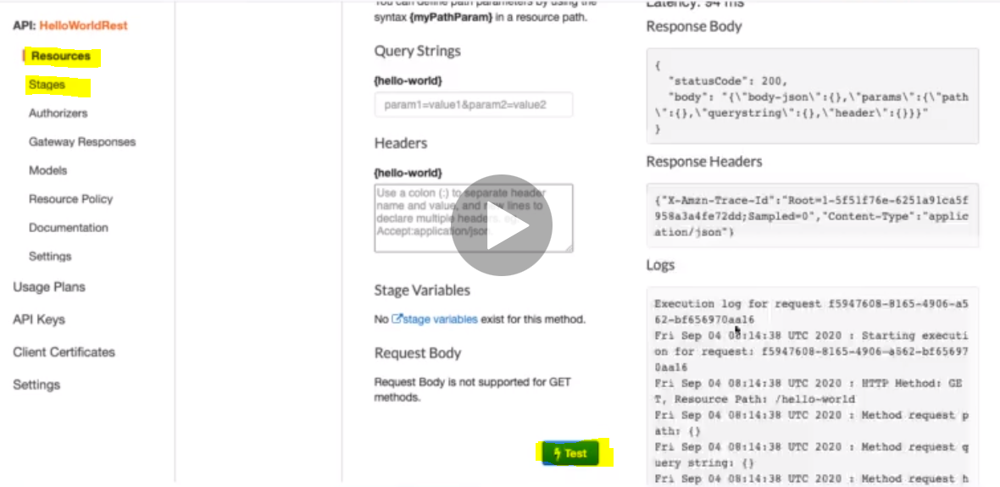 API: HelloWorldRest
Resources
Stages
Authorizers
Gateway Responses
Models
Resource Policy
Documentation
Settings
Usage Plans
API Keys
Client Certificates
Settings
You can define path parameters by using the
syntax {myPathParam} in a resource path.
Query Strings
{hello-world}
param1=value1&param2=value2
Headers
{hello-world}
Use a colon (:) to separate header
name and value, and new lines to
declare multiple headers. eg.
Accept:application/json.
Stage Variables
No stage variables exist for this method.
Request Body
Request Body is not supported for GET
methods.
Test
Latency: 94 ms
Response Body
{
"statusCode": 200,
"body": "{\"body-json\":{},\"params\":{\"path
\":{},\"querystring\":{},\"header\":{}}}"
}
Response Headers
{"X-Amzn-Trace-Id":"Root=1-5f51f76e-6251a91ca5f
958a3a4fe72dd;Sampled=0","Content-Type":"applic
ation/json"}
Logs
Execution log for request f5947608-8165-4906-a5
62-bf656970aa16
Fri Sep 04 08:14:38 UTC 2020 : Starting executi
on for request: f5947608-8165-4906-a562-bf65697
0aa16
Fri Sep 04 08:14:38 UTC 2020 : HTTP Method: GE
T, Resource Path: /hello-world
Fri Sep 04 08:14:38 UTC 2020 : Method request p
ath: {}
Fri Sep 04 08:14:38 UTC 2020 : Method request q
uery string: {}
Fri Sep 04 08:14:38 UTC 2020 : Method request h